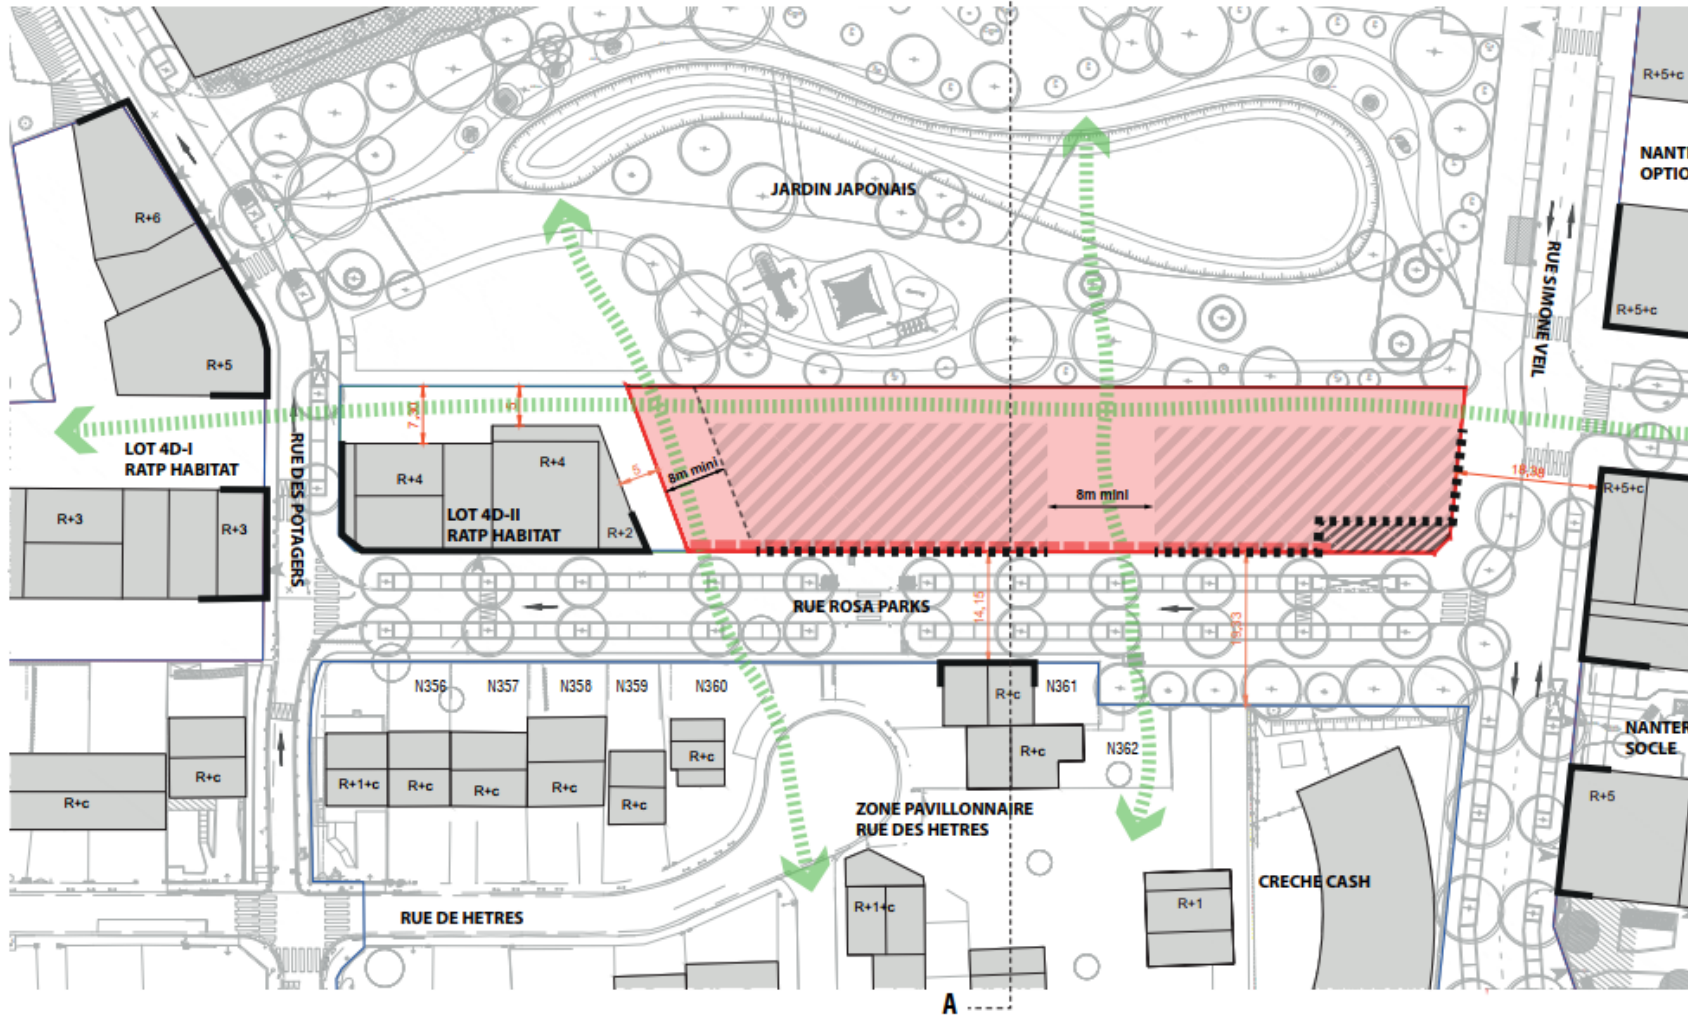 R+5+c
NANT
OPTIO
JARDIN JAPONAIS
R+6
RUE SIMONE VEIL
R+5+c
R+5
7,30
5
LOT 4D-I
RATP HABITAT
RUE DES POTAGERS
R+4
R+4
5
8m mini
8m mini
18,38
R+5+c
R+3
R+3
LOT 4D-II
RATP HABITAT
R+2
RUE ROSA PARKS
14,15
N356
N357
N358
N359
N360
R+c
N361
R+c
N362
NANTER
SOCLE
R+c
R+c
R+1+c
R+c
R+c
R+c
R+c
R+c
R+5
ZONE PAVILLONNAIRE
RUE DES HETRES
CRECHE CASH
RUE DE HETRES
R+1+c
R+1
A